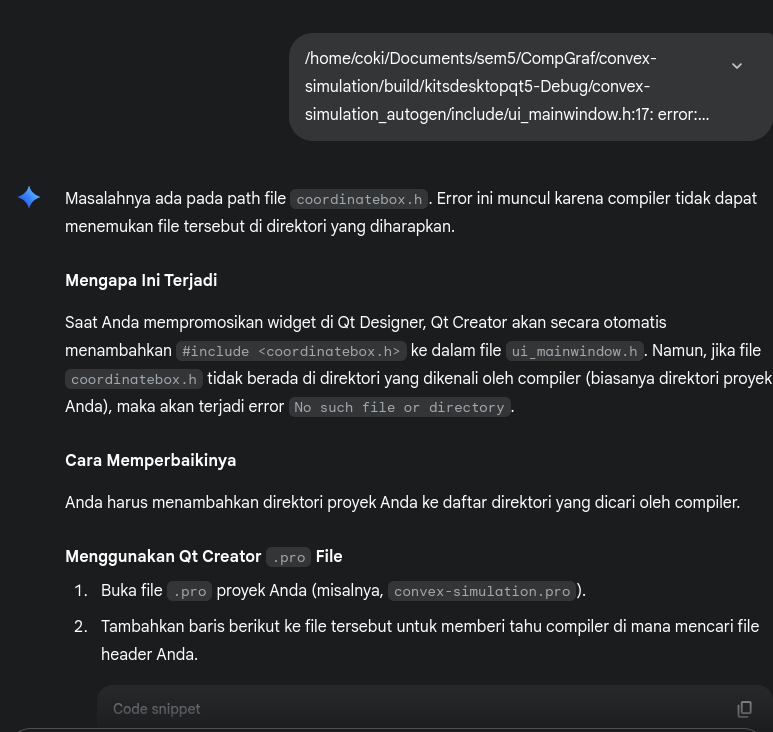 /home/coki/Documents/sem5/CompGraf/convex-
simulation/build/kitsdesktopqt5-Debug/convex-
simulation_autogen/include/ui_mainwindow.h:17: error:...
Masalahnya ada pada path file coordinatebox.h. Error ini muncul karena compiler tidak dapat
menemukan file tersebut di direktori yang diharapkan.
Mengapa Ini Terjadi
Saat Anda mempromosikan widget di Qt Designer, Qt Creator akan secara otomatis
menambahkan #include <coordinatebox.h> ke dalam file ui_mainwindow.h. Namun, jika file
coordinatebox.h tidak berada di direktori yang dikenali oleh compiler (biasanya direktori proyek
Anda), maka akan terjadi error No such file or directory.
Cara Memperbaikinya
Anda harus menambahkan direktori proyek Anda ke daftar direktori yang dicari oleh compiler.
Menggunakan Qt Creator .pro File
1. Buka file .pro proyek Anda (misalnya, convex-simulation.pro).
2. Tambahkan baris berikut ke file tersebut untuk memberi tahu compiler di mana mencari file
header Anda.
Code snippet